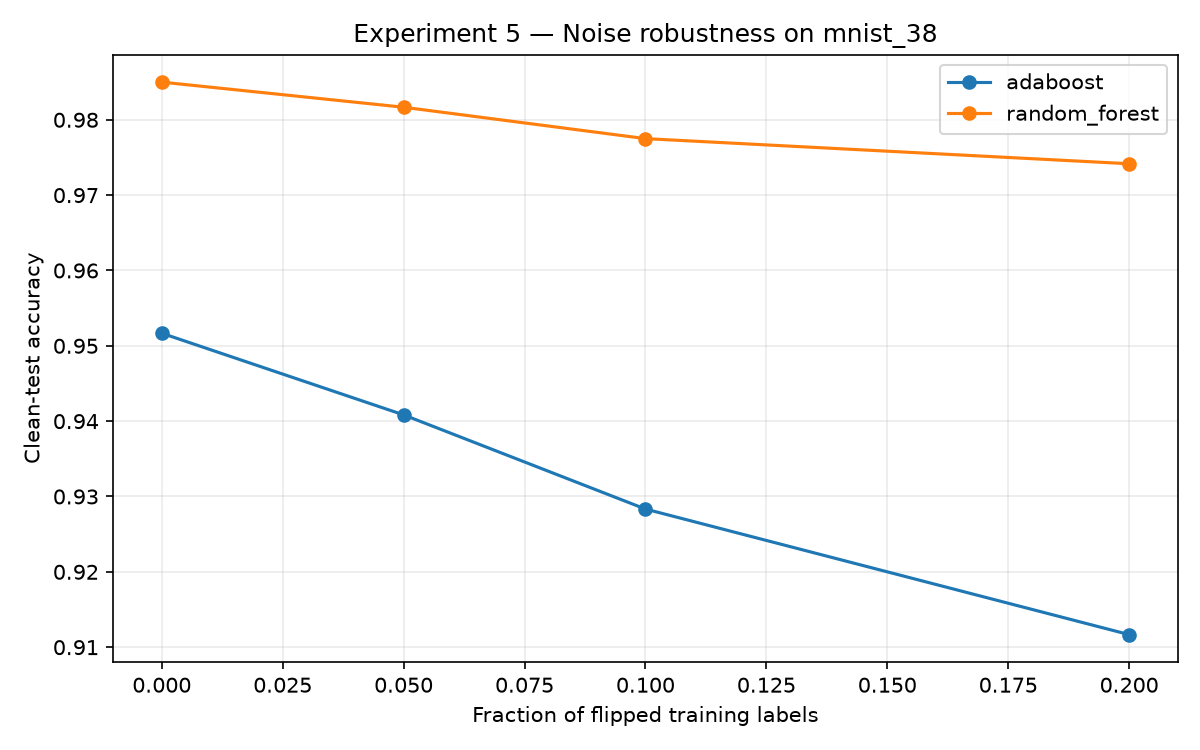 Experiment 5 — Noise robustness on mnist_38
adaboost
random_forest
Clean-test accuracy
0.98
0.97
0.96
0.95
0.94
0.93
0.92
0.91
0.000 0.025 0.050 0.075 0.100 0.125 0.150 0.175 0.200
Fraction of flipped training labels